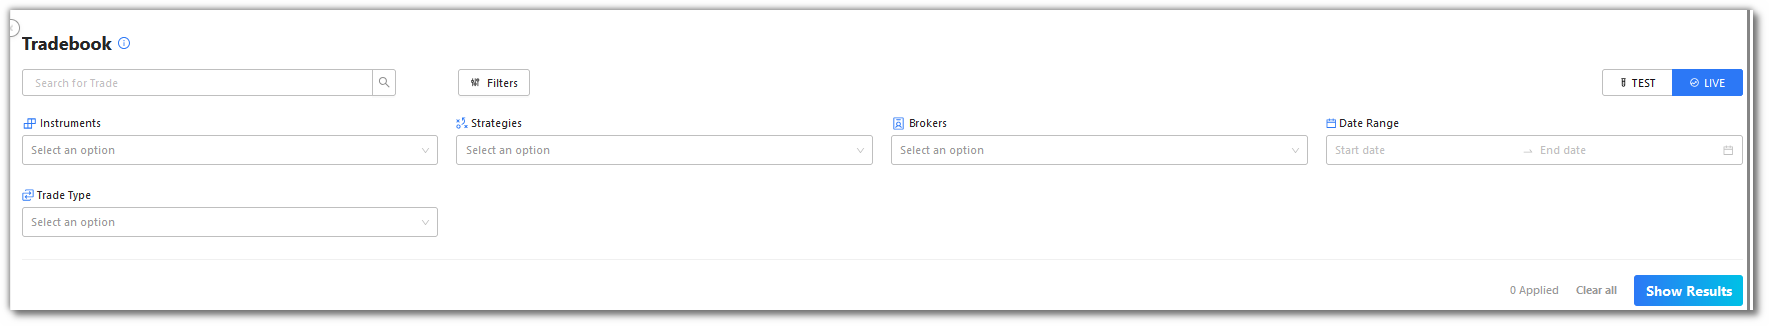 Tradebook
Search for Trade
Filters
TEST
LIVE
Instruments
Strategies
Brokers
Date Range
Select an option
Select an option
Select an option
Start date
End date
Trade Type
Select an option
0 Applied
Clear all
Show Results